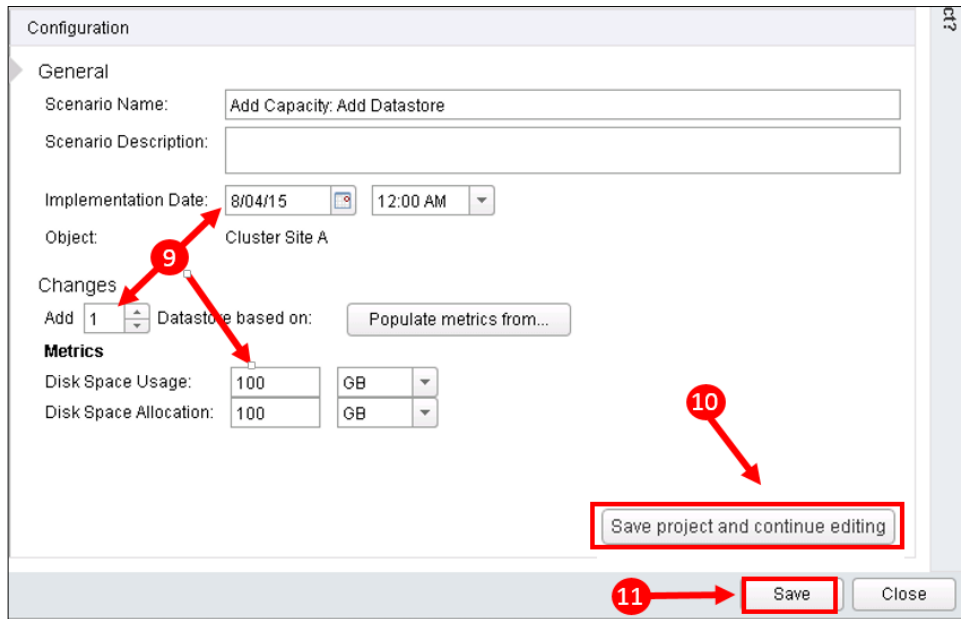 ct?
Configuration
General
Scenario Name: Add Capacity: Add Datastore
Scenario Description:
Implementation Date: 8/04/15 12:00 AM
Object: Cluster Site A
9
Changes
Add 1 Datastore based on: Populate metrics from...
Metrics
Disk Space Usage: 100 GB
Disk Space Allocation: 100 GB
10
Save project and continue editing
11 Save Close